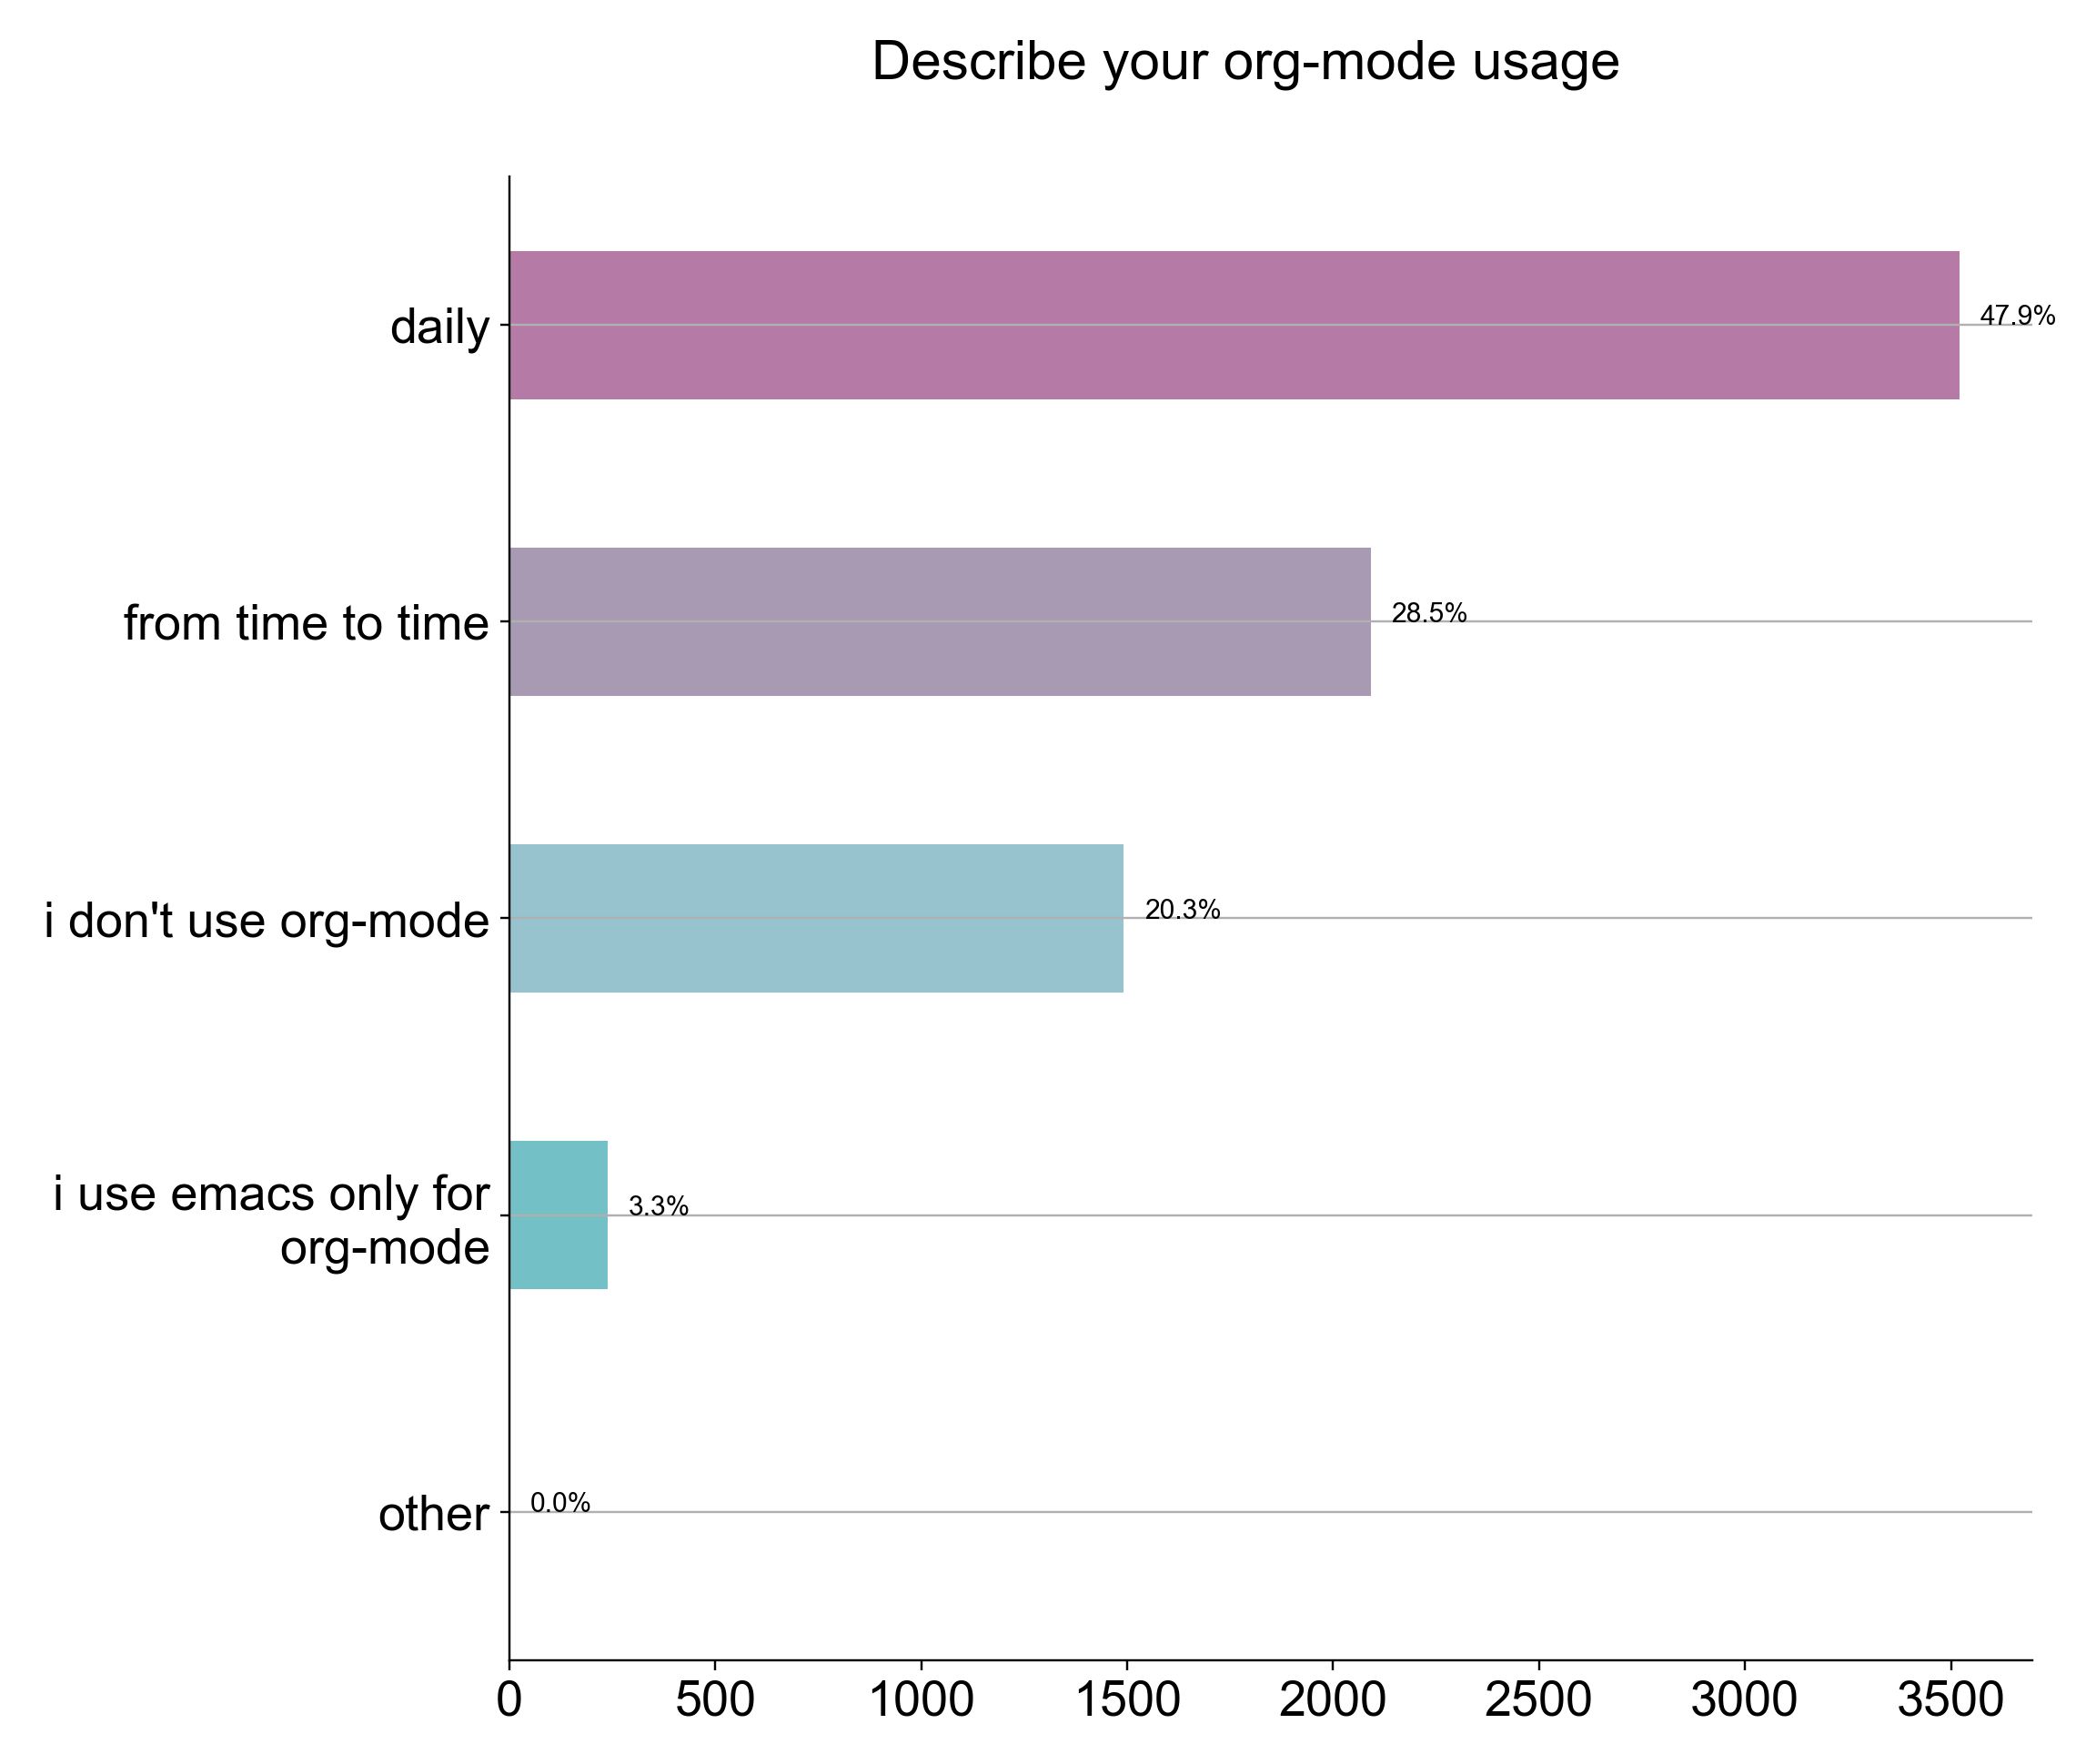 Describe your org-mode usage
daily
47.9%
from time to time
28.5%
i don't use org-mode
20.3%
i use emacs only for
org-mode
3.3%
other
0.0%
0 500 1000 1500 2000 2500 3000 3500